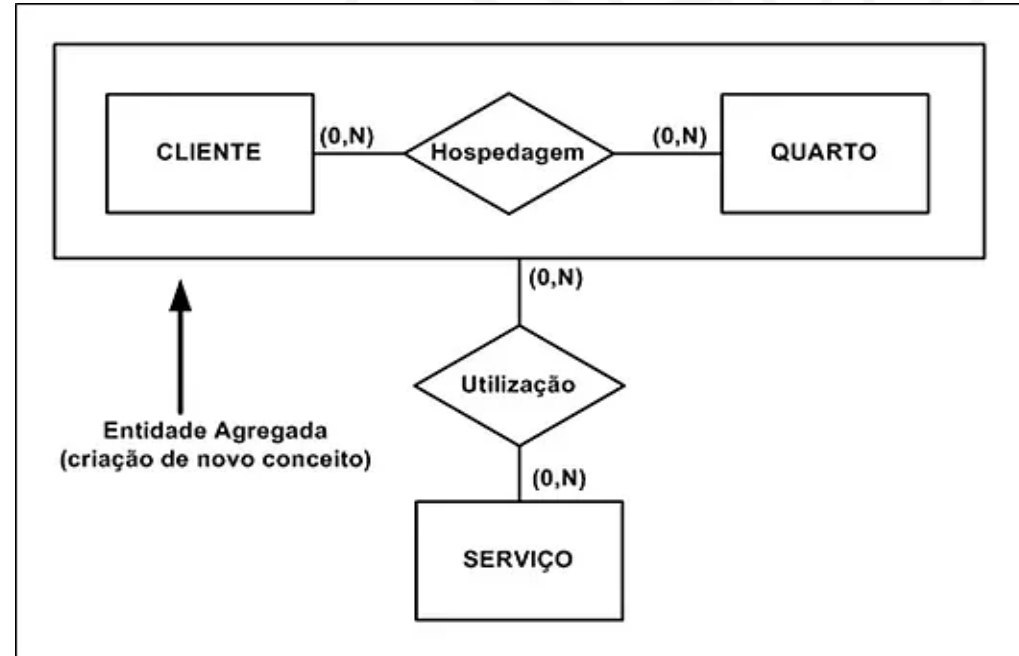 CLIENTE
(0,N)
Hospedagem
(0,N)
QUARTO
(0,N)
Utilização
Entidade Agregada
(criação de novo conceito)
(0,N)
SERVIÇO